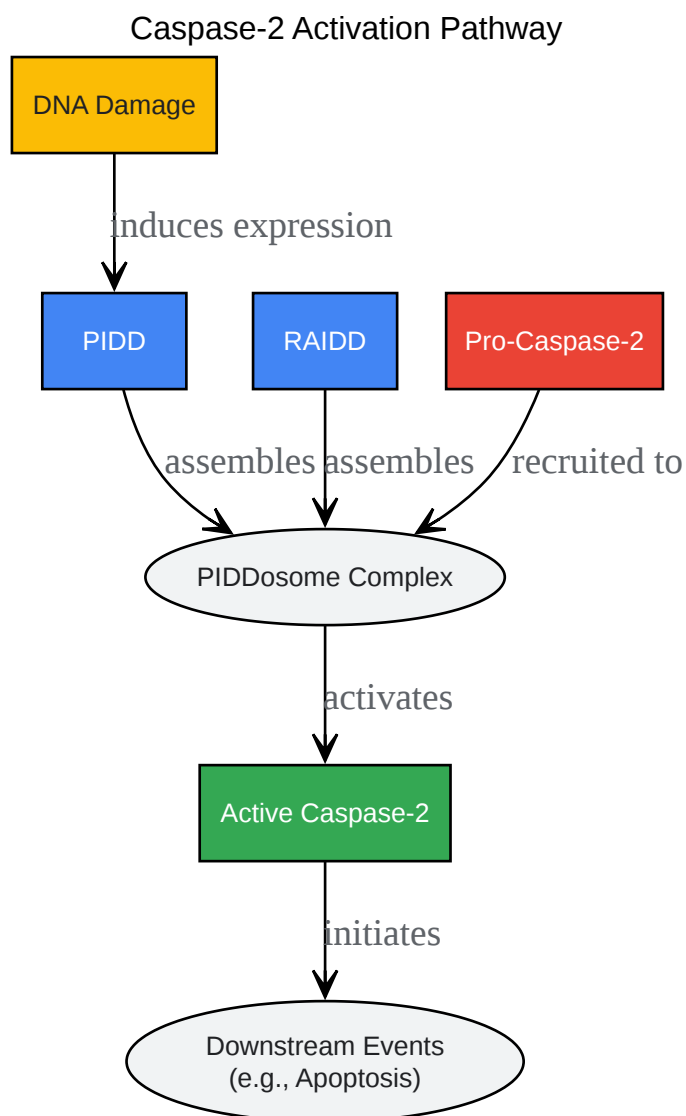 Caspase-2 Activation Pathway
DNA Damage
induces expression
PIDD
RAIDD
Pro-Caspase-2
assembles
assembles
recruited to
PIDDosome Complex
activates
Active Caspase-2
initiates
Downstream Events
(e.g., Apoptosis)